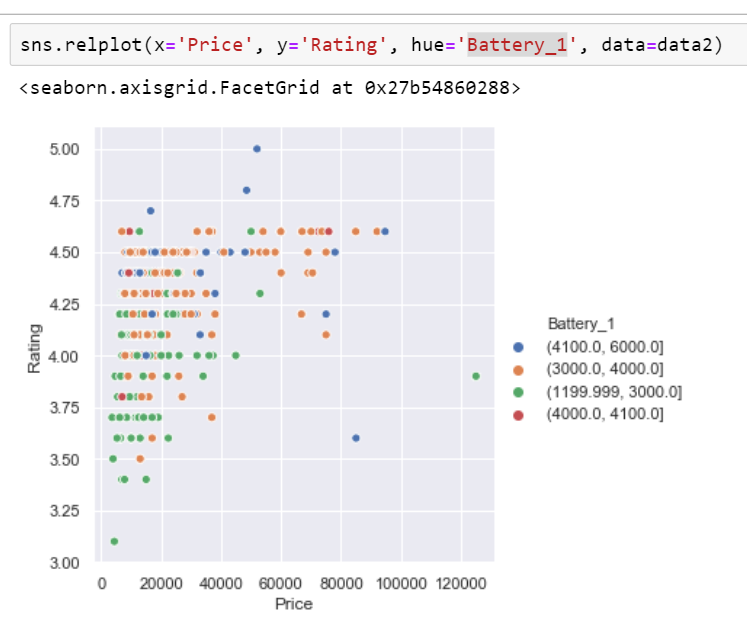 sns.relplot(x='Price', y='Rating', hue='Battery_1', data=data2)
<seaborn.axisgrid.FacetGrid at 0x27b54860288>
5.00
4.75
4.50
4.25
4.00
3.75
3.50
3.25
3.00
Rating
0 20000 40000 60000 80000 100000 120000
Price
Battery_1
(4100.0, 6000.0]
(3000.0, 4000.0]
(1199.999, 3000.0]
(4000.0, 4100.0]